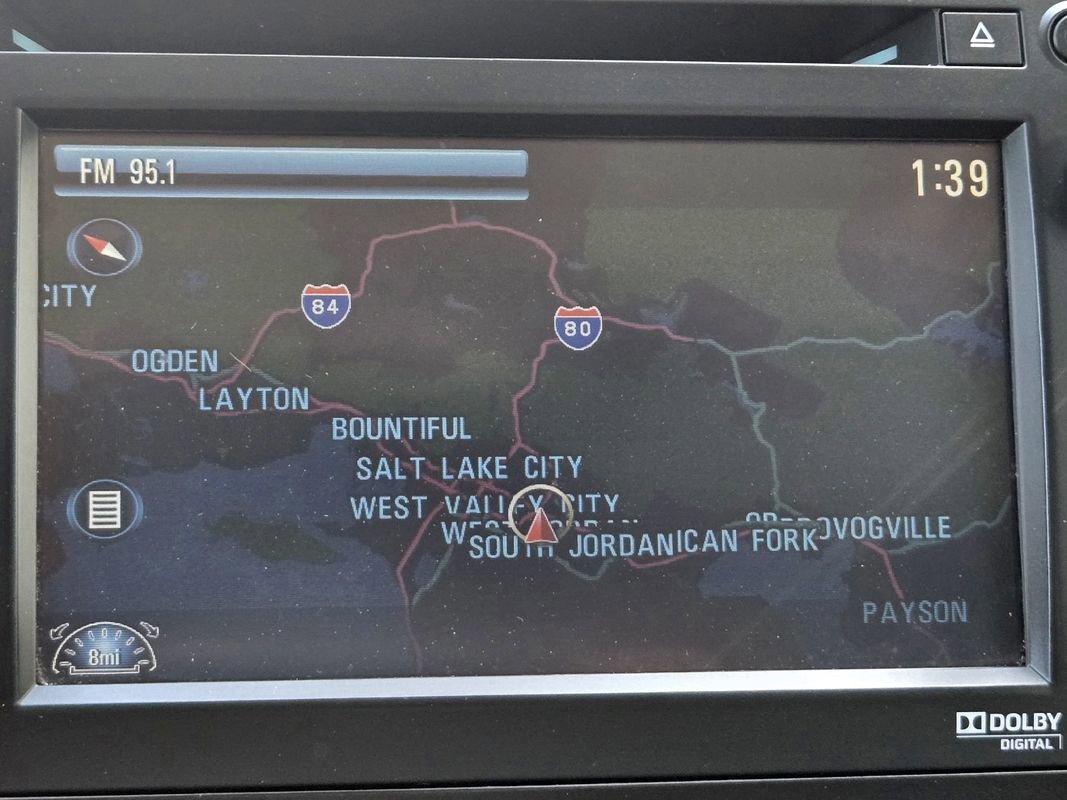 FM 95.1
1:39
CITY
84
80
OGDEN
LAYTON
BOUNTIFUL
SALT LAKE CITY
WEST VALLEY CITY
WEST
OVOGVILLE
SOUTH JORDANICAN FORK
PAYSON
8mi
DOLBY
DIGITAL